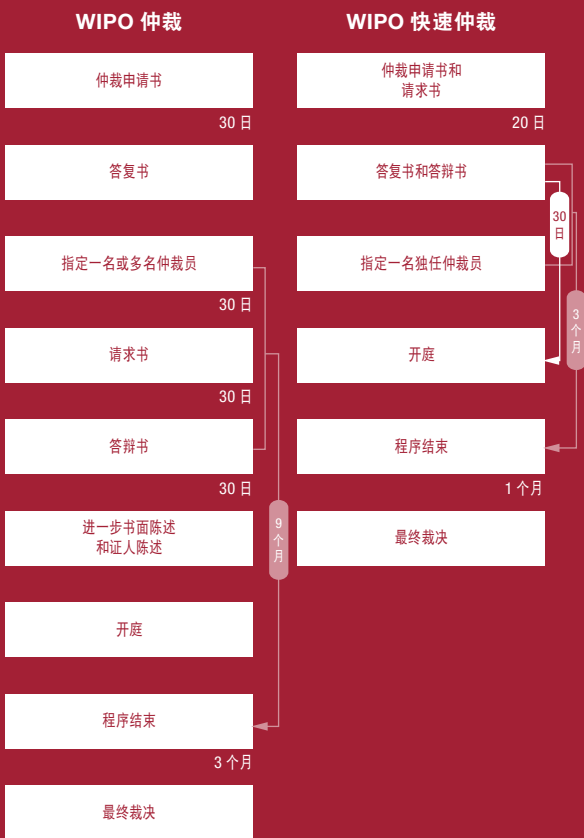 WIPO 仲裁
仲裁申请书
30 日
答复书
指定一名或多名仲裁员
30 日
请求书
30 日
答辩书
30 日
进一步书面陈述
和证人陈述
开庭
程序结束
3 个月
最终裁决
9
个
月
WIPO 快速仲裁
仲裁申请书和
请求书
20 日
答复书和答辩书
30
日
指定一名独任仲裁员
3
个
月
开庭
程序结束
1 个月
最终裁决